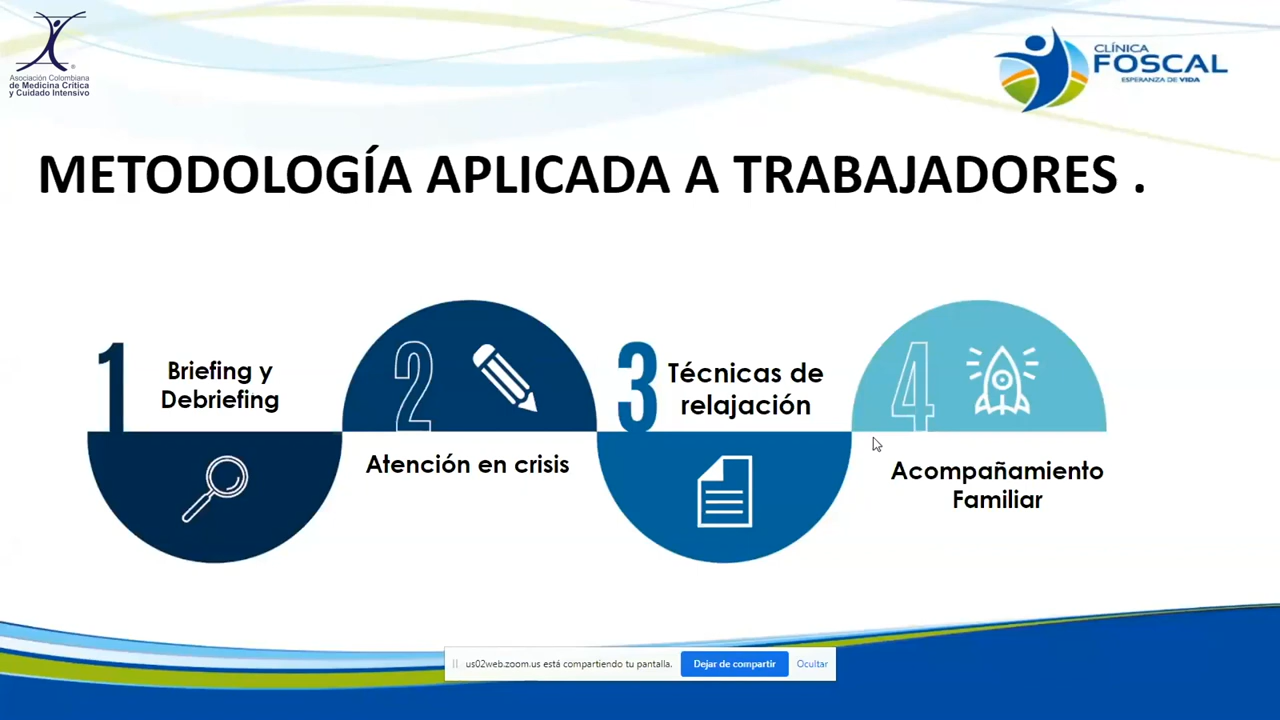 Asociación Colombiana
de Medicina Crítica
y Cuidado Intensivo
CLÍNICA
FOSCAL
ESPERANZA DE VIDA
METODOLOGÍA APLICADA A TRABAJADORES .
1
Briefing y
Debriefing
2
Atención en crisis
3
Técnicas de
relajación
4
Acompañamiento
Familiar
us02web.zoom.us está compartiendo tu pantalla.
Dejar de compartir
Ocultar